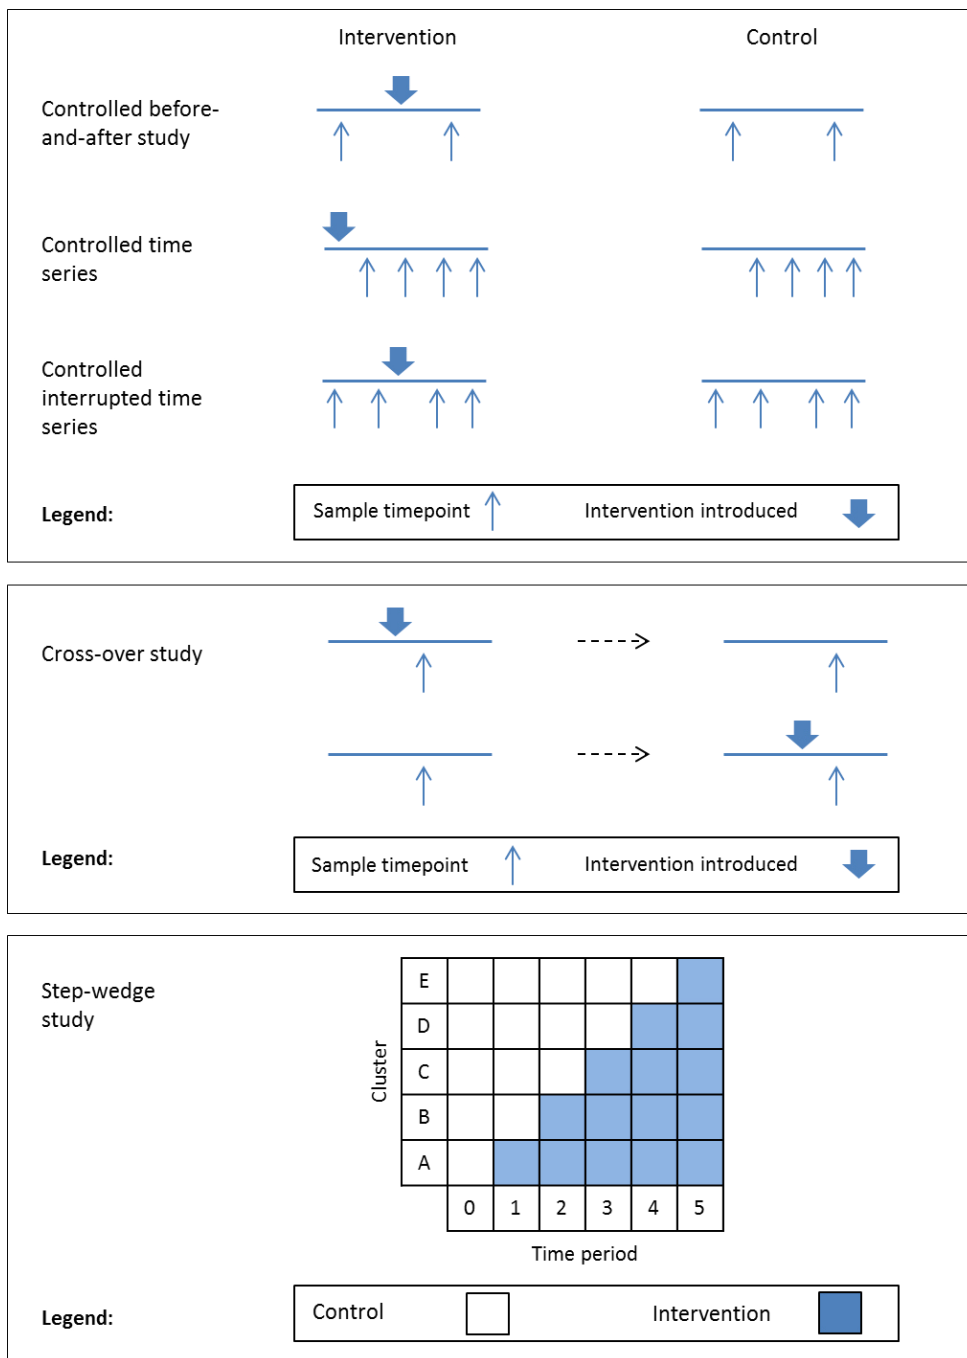 Intervention
Control
Controlled before-
and-after study
Controlled time
series
Controlled
interrupted time
series
Legend:
Sample timepoint
Intervention introduced
Cross-over study
Legend:
Sample timepoint
Intervention introduced
Step-wedge
study
Cluster
E
D
C
B
A
0 1 2 3 4 5
Time period
Legend:
Control
Intervention